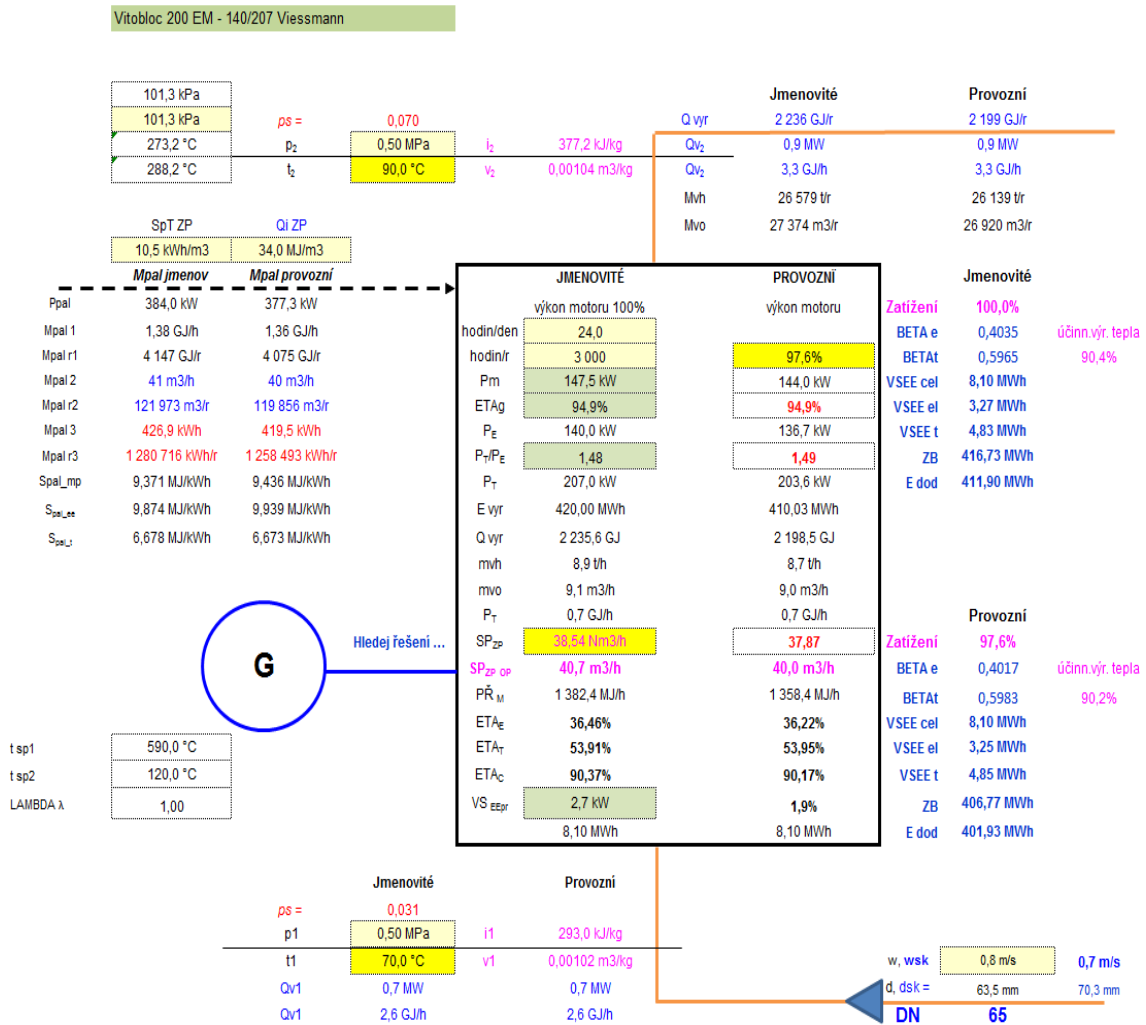 Vitobloc 200 EM - 140/207 Viessmann
Jmenovité Provozní
101,3 kPa
101,3 kPa ps = 0,070 Q vyr 2 236 GJ/r 2 199 GJ/r
273,2 °C p2 0,50 MPa i2 377,2 kJ/kg Qv2 0,9 MW 0,9 MW
288,2 °C t2 90,0 °C v2 0,00104 m3/kg Qv2 3,3 GJ/h 3,3 GJ/h
Mvh 26 579 t/r 26 139 t/r
SpT ZP Qi ZP Mvo 27 374 m3/r 26 920 m3/r
10,5 kWh/m3 34,0 MJ/m3
Mpal jmenov Mpal provozní JMENOVITÉ PROVOZNÏ Jmenovité
Ppal 384,0 kW 377,3 kW výkon motoru 100% výkon motoru Zatížení 100,0%
Mpal 1 1,38 GJ/h 1,36 GJ/h hodin/den 24,0 BETA e 0,4035 účinn.výr. tepla
Mpal r1 4 147 GJ/r 4 075 GJ/r hodin/r 3 000 97,6% BETAt 0,5965 90,4%
Mpal 2 41 m3/h 40 m3/h Pm 147,5 kW 144,0 kW VSEE cel 8,10 MWh
Mpal r2 121 973 m3/r 119 856 m3/r ETAg 94,9% 94,9% VSEE el 3,27 MWh
Mpal 3 426,9 kWh 419,5 kWh PE 140,0 kW 136,7 kW VSEE t 4,83 MWh
Mpal r3 1 280 716 kWh/r 1 258 493 kWh/r PT/PE 1,48 1,49 ZB 416,73 MWh
Spal_mp 9,371 MJ/kWh 9,436 MJ/kWh PT 207,0 kW 203,6 kW E dod 411,90 MWh
Spal_ee 9,874 MJ/kWh 9,939 MJ/kWh E vyr 420,00 MWh 410,03 MWh
Spal_t 6,678 MJ/kWh 6,673 MJ/kWh Q vyr 2 235,6 GJ 2 198,5 GJ
mvh 8,9 t/h 8,7 t/h
mvo 9,1 m3/h 9,0 m3/h
PT 0,7 GJ/h 0,7 GJ/h Provozní
Hledej řešení ... SPZP 38,54 Nm3/h 37,87 Zatížení 97,6%
G SPZP OP 40,7 m3/h 40,0 m3/h BETA e 0,4017 účinn.výr. tepla
PŘ M 1 382,4 MJ/h 1 358,4 MJ/h BETAt 0,5983 90,2%
ETAE 36,46% 36,22% VSEE cel 8,10 MWh
t sp1 590,0 °C ETAT 53,91% 53,95% VSEE el 3,25 MWh
t sp2 120,0 °C ETAC 90,37% 90,17% VSEE t 4,85 MWh
LAMBDA λ 1,00 VS EEpr 2,7 kW 1,9% ZB 406,77 MWh
8,10 MWh 8,10 MWh E dod 401,93 MWh
Jmenovité Provozní
ps = 0,031
p1 0,50 MPa i1 293,0 kJ/kg
t1 70,0 °C v1 0,00102 m3/kg w, wsk 0,8 m/s 0,7 m/s
Qv1 0,7 MW 0,7 MW d, dsk = 63,5 mm 70,3 mm
Qv1 2,6 GJ/h 2,6 GJ/h DN 65